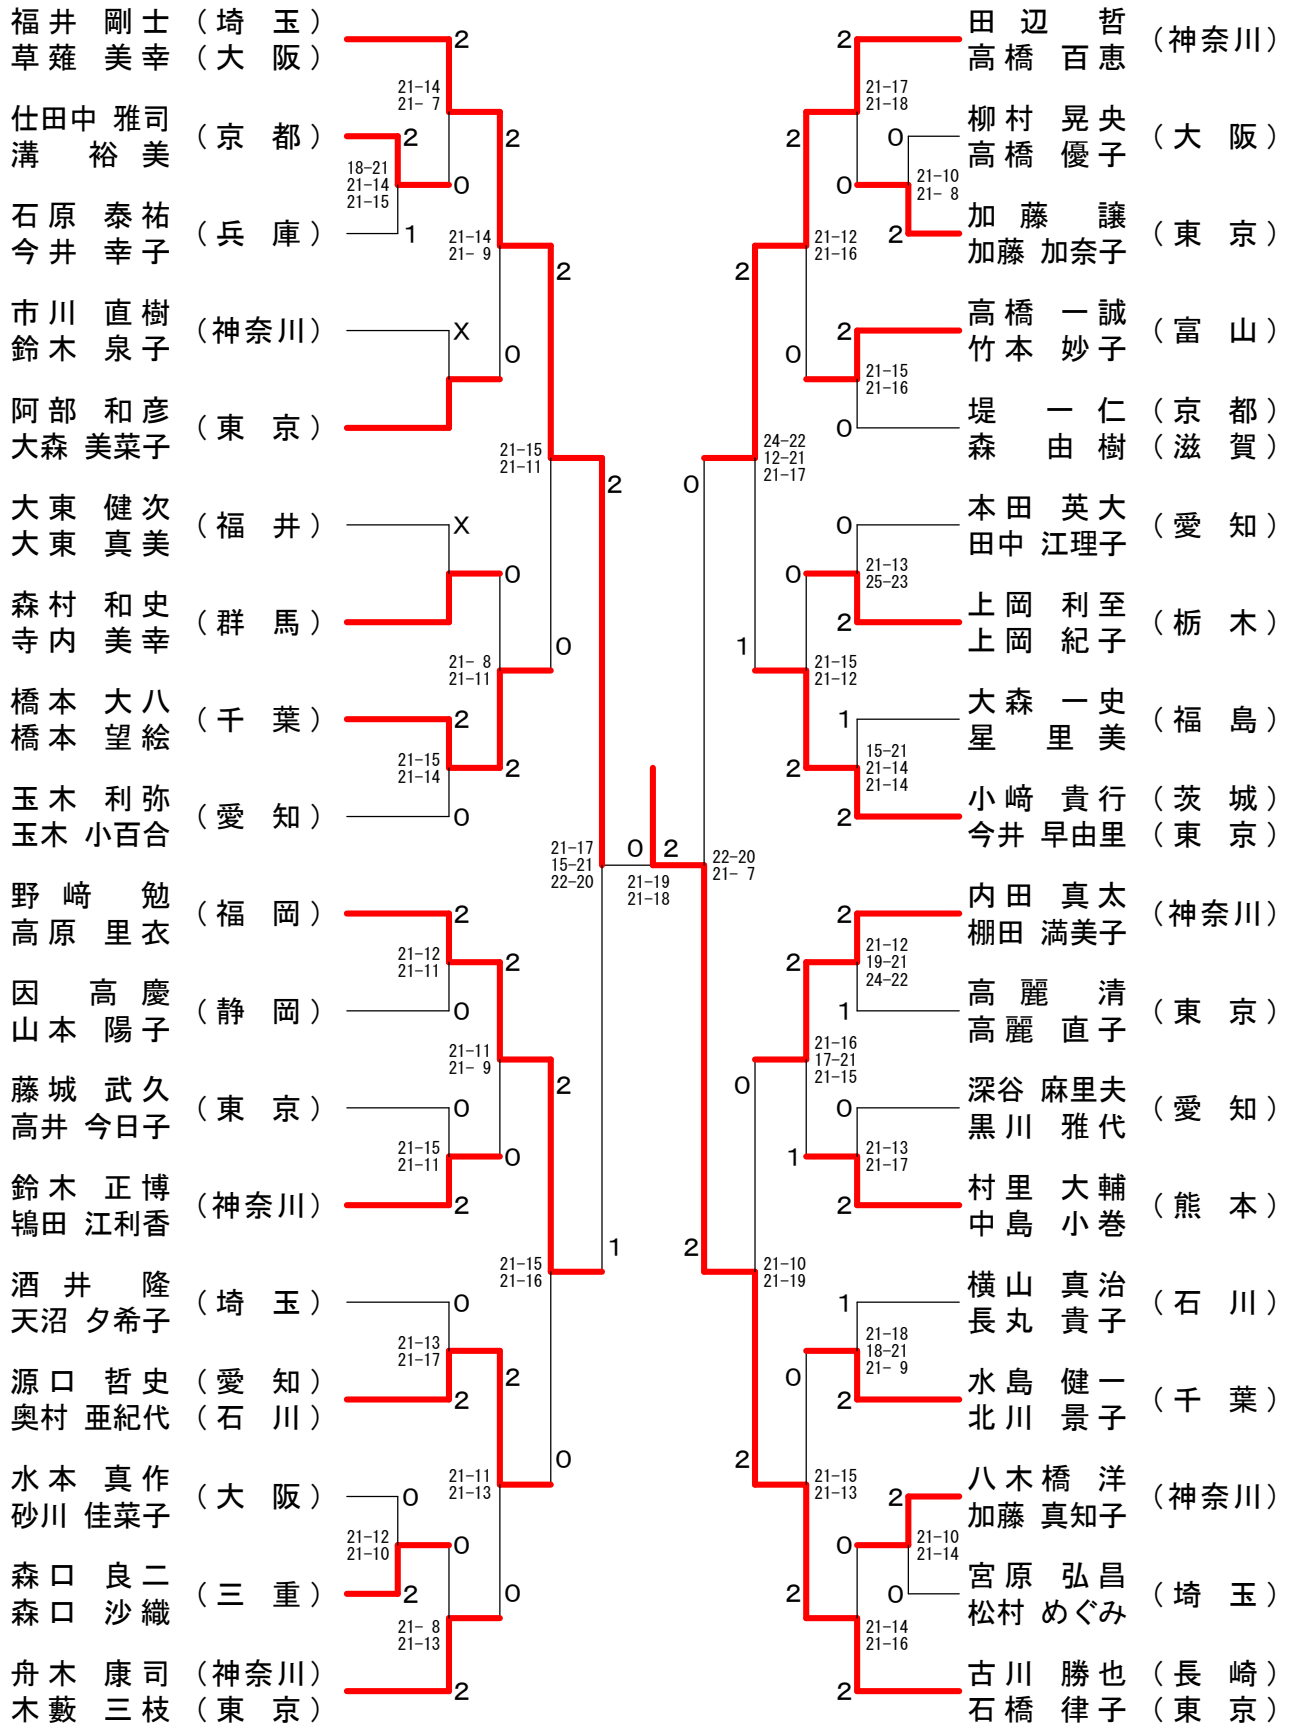 福井 剛士 （埼 玉）
草薙 美幸 （大 阪）
2
21-14
21- 7
仕田中 雅司
溝 裕美
（京 都）
2
18-21
21-14
21-15
0
2
石原 泰祐
今井 幸子
（兵 庫）
1
21-14
21- 9
2
市川 直樹
鈴木 泉子
（神奈川）
X
0
阿部 和彦
大森 美菜子
（東 京）
21-15
21-11
2
大東 健次
大東 真美
（福 井）
X
0
森村 和史
寺内 美幸
（群 馬）
21- 8
21-11
0
橋本 大八
橋本 望絵
（千 葉）
2
21-15
21-14
2
玉木 利弥
玉木 小百合
（愛 知）
0
21-17
15-21
22-20
0
2
21-19
21-18
野﨑 勉
高原 里衣
（福 岡）
2
21-12
21-11
2
因 高慶
山本 陽子
（静 岡）
0
21-11
21- 9
2
藤城 武久
高井 今日子
（東 京）
0
21-15
21-11
0
鈴木 正博
鴇田 江利香
（神奈川）
2
21-15
21-16
1
酒井 隆
天沼 夕希子
（埼 玉）
0
21-13
21-17
2
源口 哲史 （愛 知）
奥村 亜紀代 （石 川）
2
21-11
21-13
0
水本 真作
砂川 佳菜子
（大 阪）
0
21-12
21-10
0
森口 良二
森口 沙織
（三 重）
2
21- 8
21-13
0
舟木 康司 （神奈川）
木藪 三枝 （東 京）
2
田辺 哲
高橋 百恵
（神奈川）
2
21-17
21-18
2
柳村 晃央
高橋 優子
（大 阪）
0
21-10
21- 8
0
加藤 譲
加藤 加奈子
（東 京）
2
21-12
21-16
2
高橋 一誠
竹本 妙子
（富 山）
2
21-15
21-16
0
堤 一仁 （京 都）
森 由樹 （滋 賀）
0
24-22
12-21
21-17
0
本田 英大
田中 江理子
（愛 知）
0
21-13
25-23
0
上岡 利至
上岡 紀子
（栃 木）
2
21-15
21-12
1
大森 一史
星 里美
（福 島）
1
15-21
21-14
21-14
2
小﨑 貴行 （茨 城）
今井 早由里 （東 京）
2
22-20
21- 7
内田 真太
棚田 満美子
（神奈川）
2
21-12
19-21
24-22
2
高麗 清
高麗 直子
（東 京）
1
21-16
17-21
21-15
0
深谷 麻里夫
黒川 雅代
（愛 知）
0
21-13
21-17
1
村里 大輔
中島 小巻
（熊 本）
2
21-10
21-19
2
横山 真治
長丸 貴子
（石 川）
1
21-18
18-21
21- 9
0
水島 健一
北川 景子
（千 葉）
2
21-15
21-13
2
八木橋 洋
加藤 真知子
（神奈川）
2
21-10
21-14
0
宮原 弘昌
松村 めぐみ
（埼 玉）
0
21-14
21-16
2
古川 勝也 （長 崎）
石橋 律子 （東 京）
2